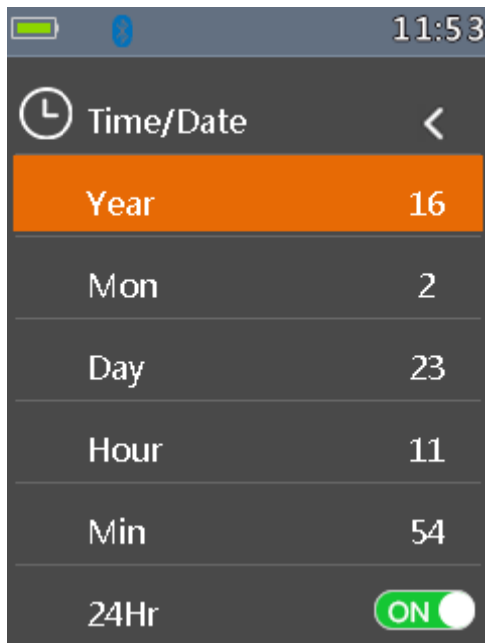 11:53
Time/Date
Year 16
Mon 2
Day 23
Hour 11
Min 54
24Hr ON